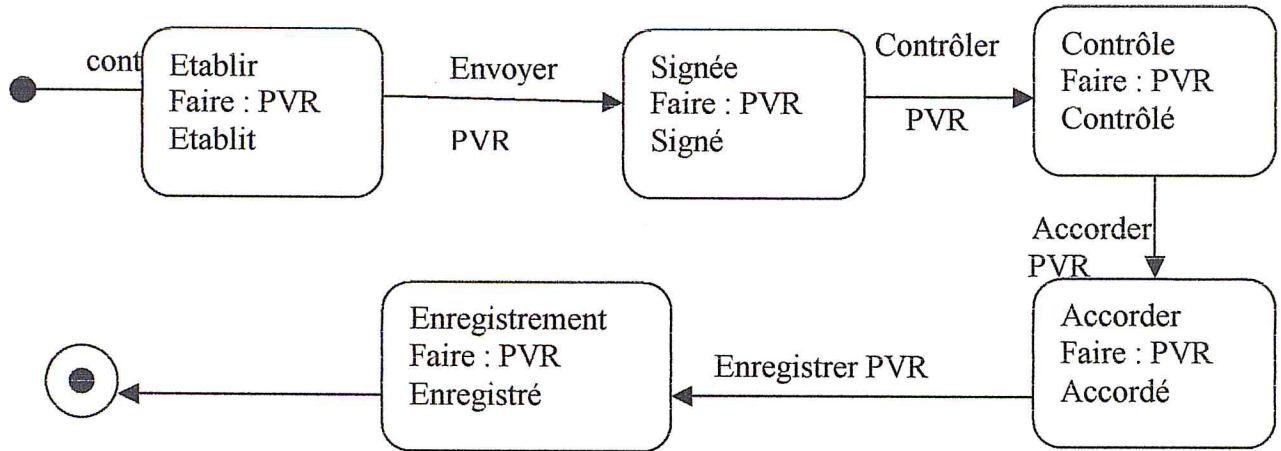 cont
Etablir
Faire : PVR
Etablit
Envoyer
PVR
Signée
Faire : PVR
Signé
Contrôler
PVR
Contrôle
Faire : PVR
Contrôlé
Accorder
PVR
Accorder
Faire : PVR
Accordé
Enregistrer PVR
Enregistrement
Faire : PVR
Enregistré